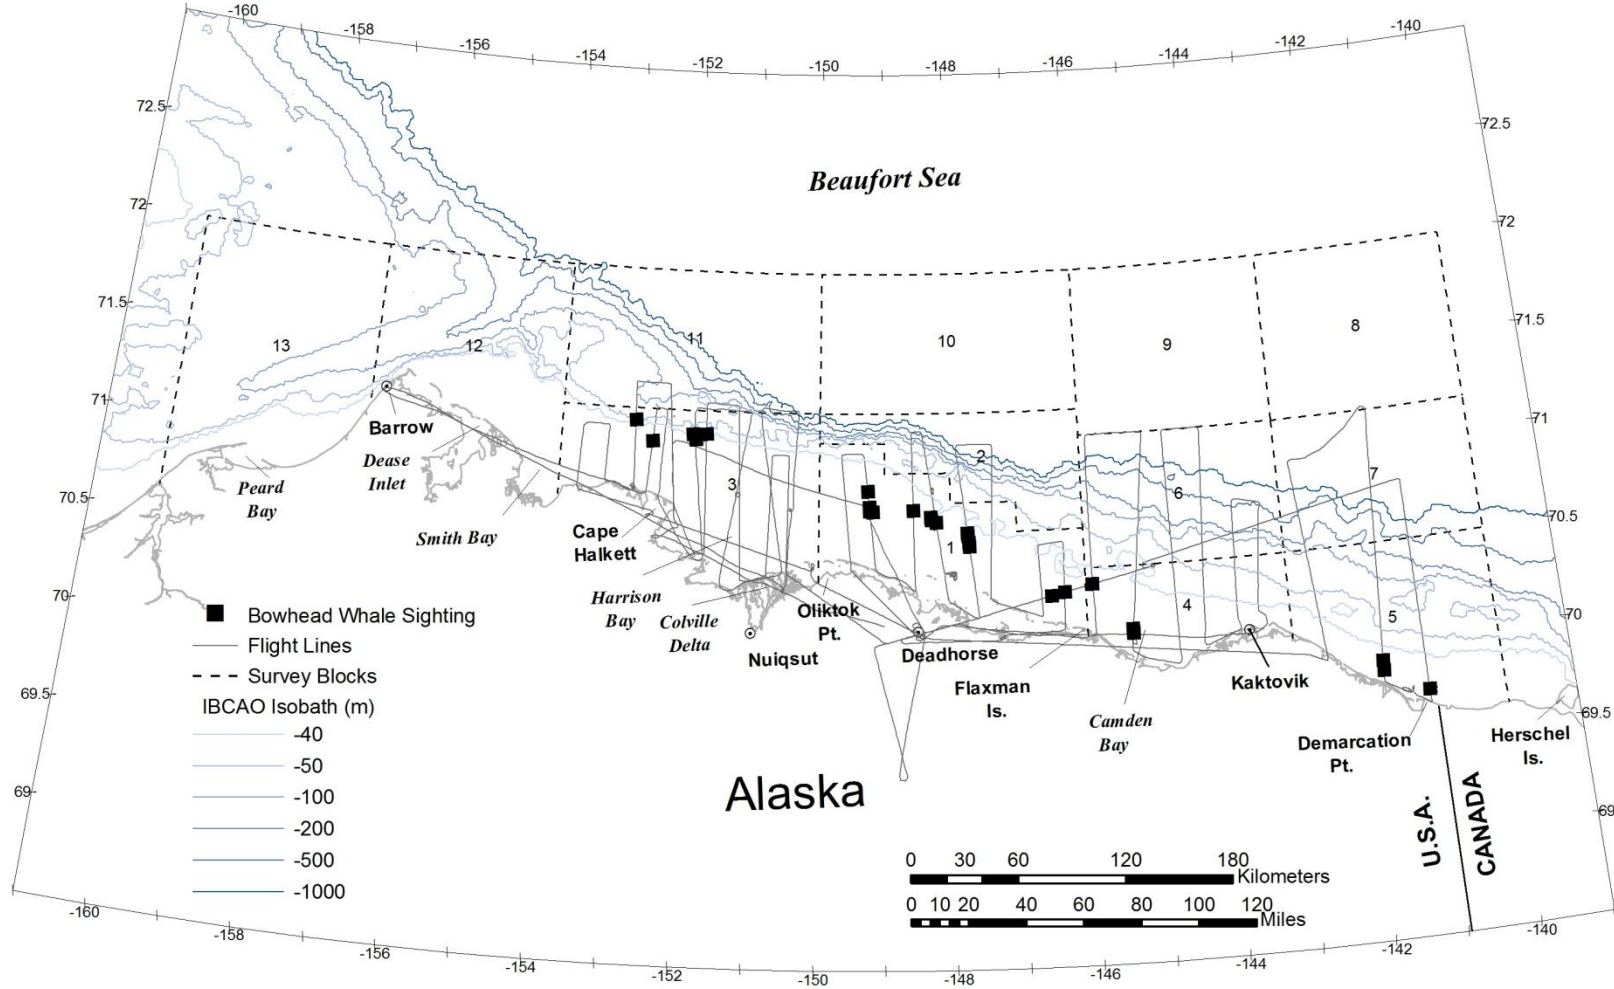 -160
-158
-156
-154
-152
-150
-148
-146
-144
-142
-140
72.5
72.5
Beaufort Sea
72
72
71.5
71.5
13
12
11
10
9
8
71
71
Barrow
Dease
Inlet
Peard
Bay
Smith Bay
70.5
70.5
3
2
1
6
7
4
5
Cape
Halkett
Harrison
Bay
Colville
Delta
Oliktok
Pt.
Nuiqsut
Deadhorse
Flaxman
Is.
Camden
Bay
Kaktovik
Demarcation
Pt.
Herschel
Is.
70
70
Bowhead Whale Sighting
Flight Lines
Survey Blocks
IBCAO Isobath (m)
-40
-50
-100
-200
-500
-1000
69.5
69.5
69
69
Alaska
U.S.A.
CANADA
0 30 60 120 180
Kilometers
0 10 20 40 60 80 100 120
Miles
-160
-158
-156
-154
-152
-150
-148
-146
-144
-142
-140